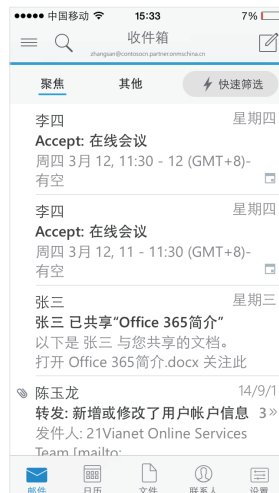 中国移动 15:33 7%
收件箱
zhangsan@contosocn.partner.onmschina.cn
聚焦 其他 快速筛选
李四 星期四
Accept: 在线会议
周四 3月 12, 11:30 - 12 (GMT+8)-
有空
李四 星期四
Accept: 在线会议
周四 3月 12, 11 - 11:30 (GMT+8)-
有空
张三 星期三
张三 已共享“Office 365简介”
以下是 张三 与您共享的文档。
打开 Office 365简介.docx 关注此
陈玉龙 14/9/1
转发: 新增或修改了用户帐户信息 3»
发件人: 21Vianet Online Services
Team [mailto:
邮件 日历 文件 联系人 设置